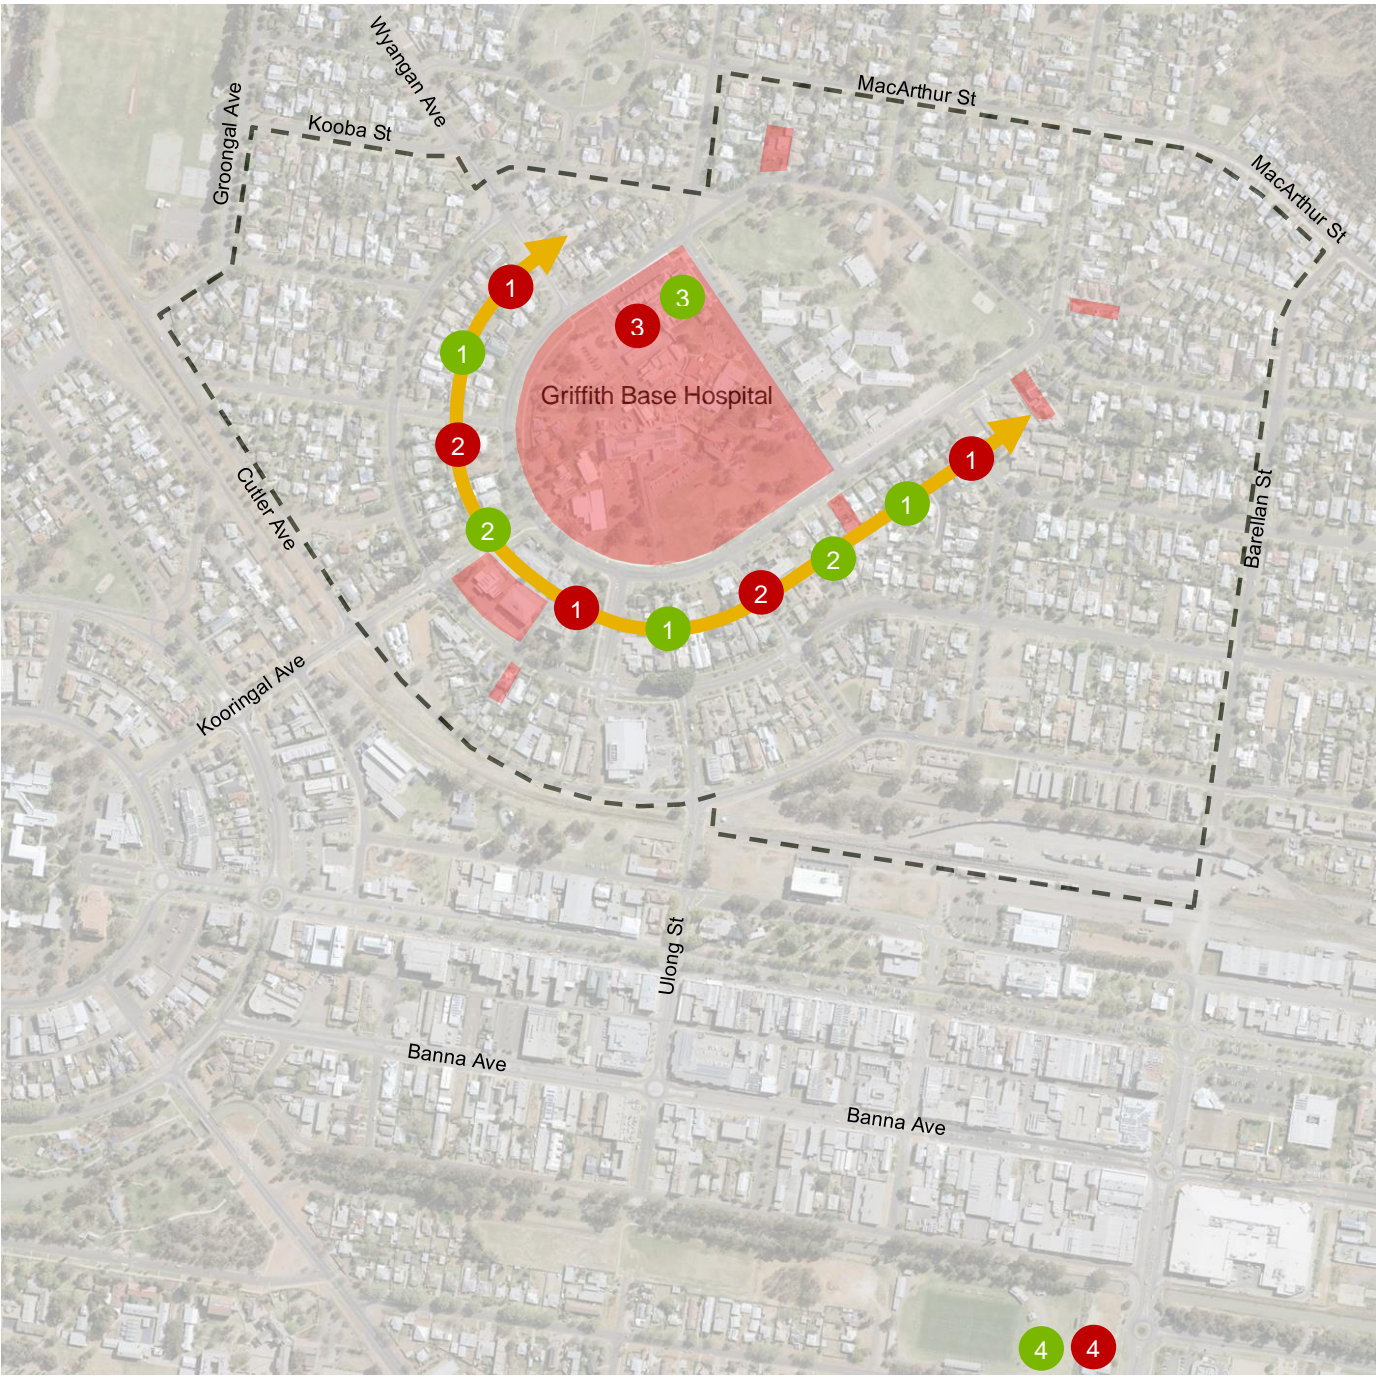 Wyangan Ave
MacArthur St
Groongal Ave
Kooba St
MacArthur St
1
3
3
1
Griffith Base Hospital
2
1
Cutler Ave
1
Barellan St
2
2
2
1
1
Kooringal Ave
Ulong St
Banna Ave
Banna Ave
4
4